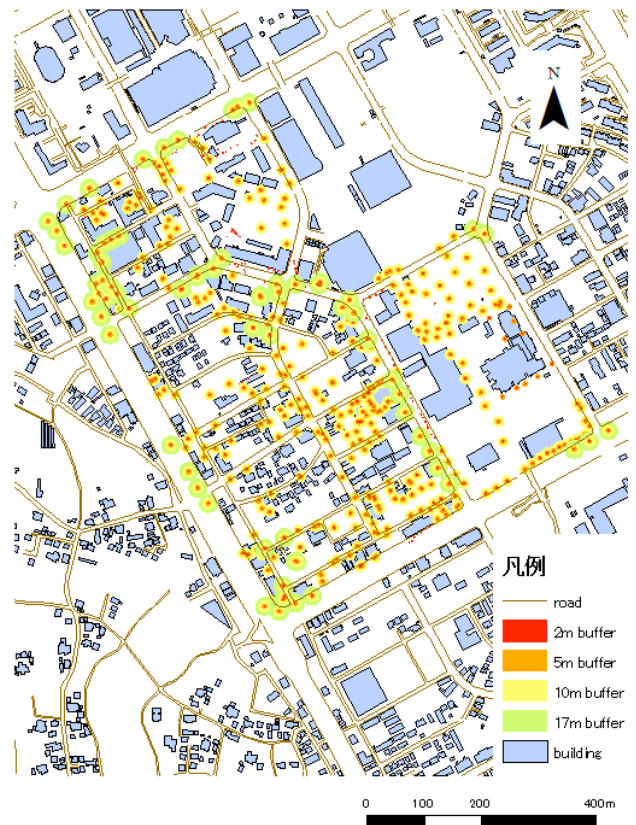 N
凡例
road
2m buffer
5m buffer
10m buffer
17m buffer
building
0 100 200 400m